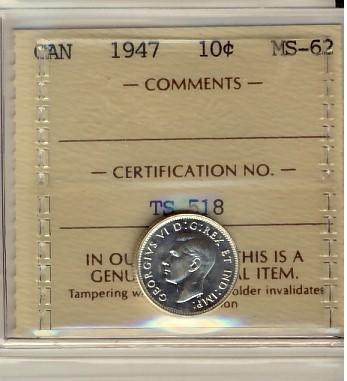 CAN 1947 10¢ MS-62
— COMMENTS —
— CERTIFICATION NO. —
TS 518
IN OU THIS IS A
GENU AL ITEM.
Tampering w older invalidates
on
GEORGIVS VI D:G:REX ET IND:IMP: